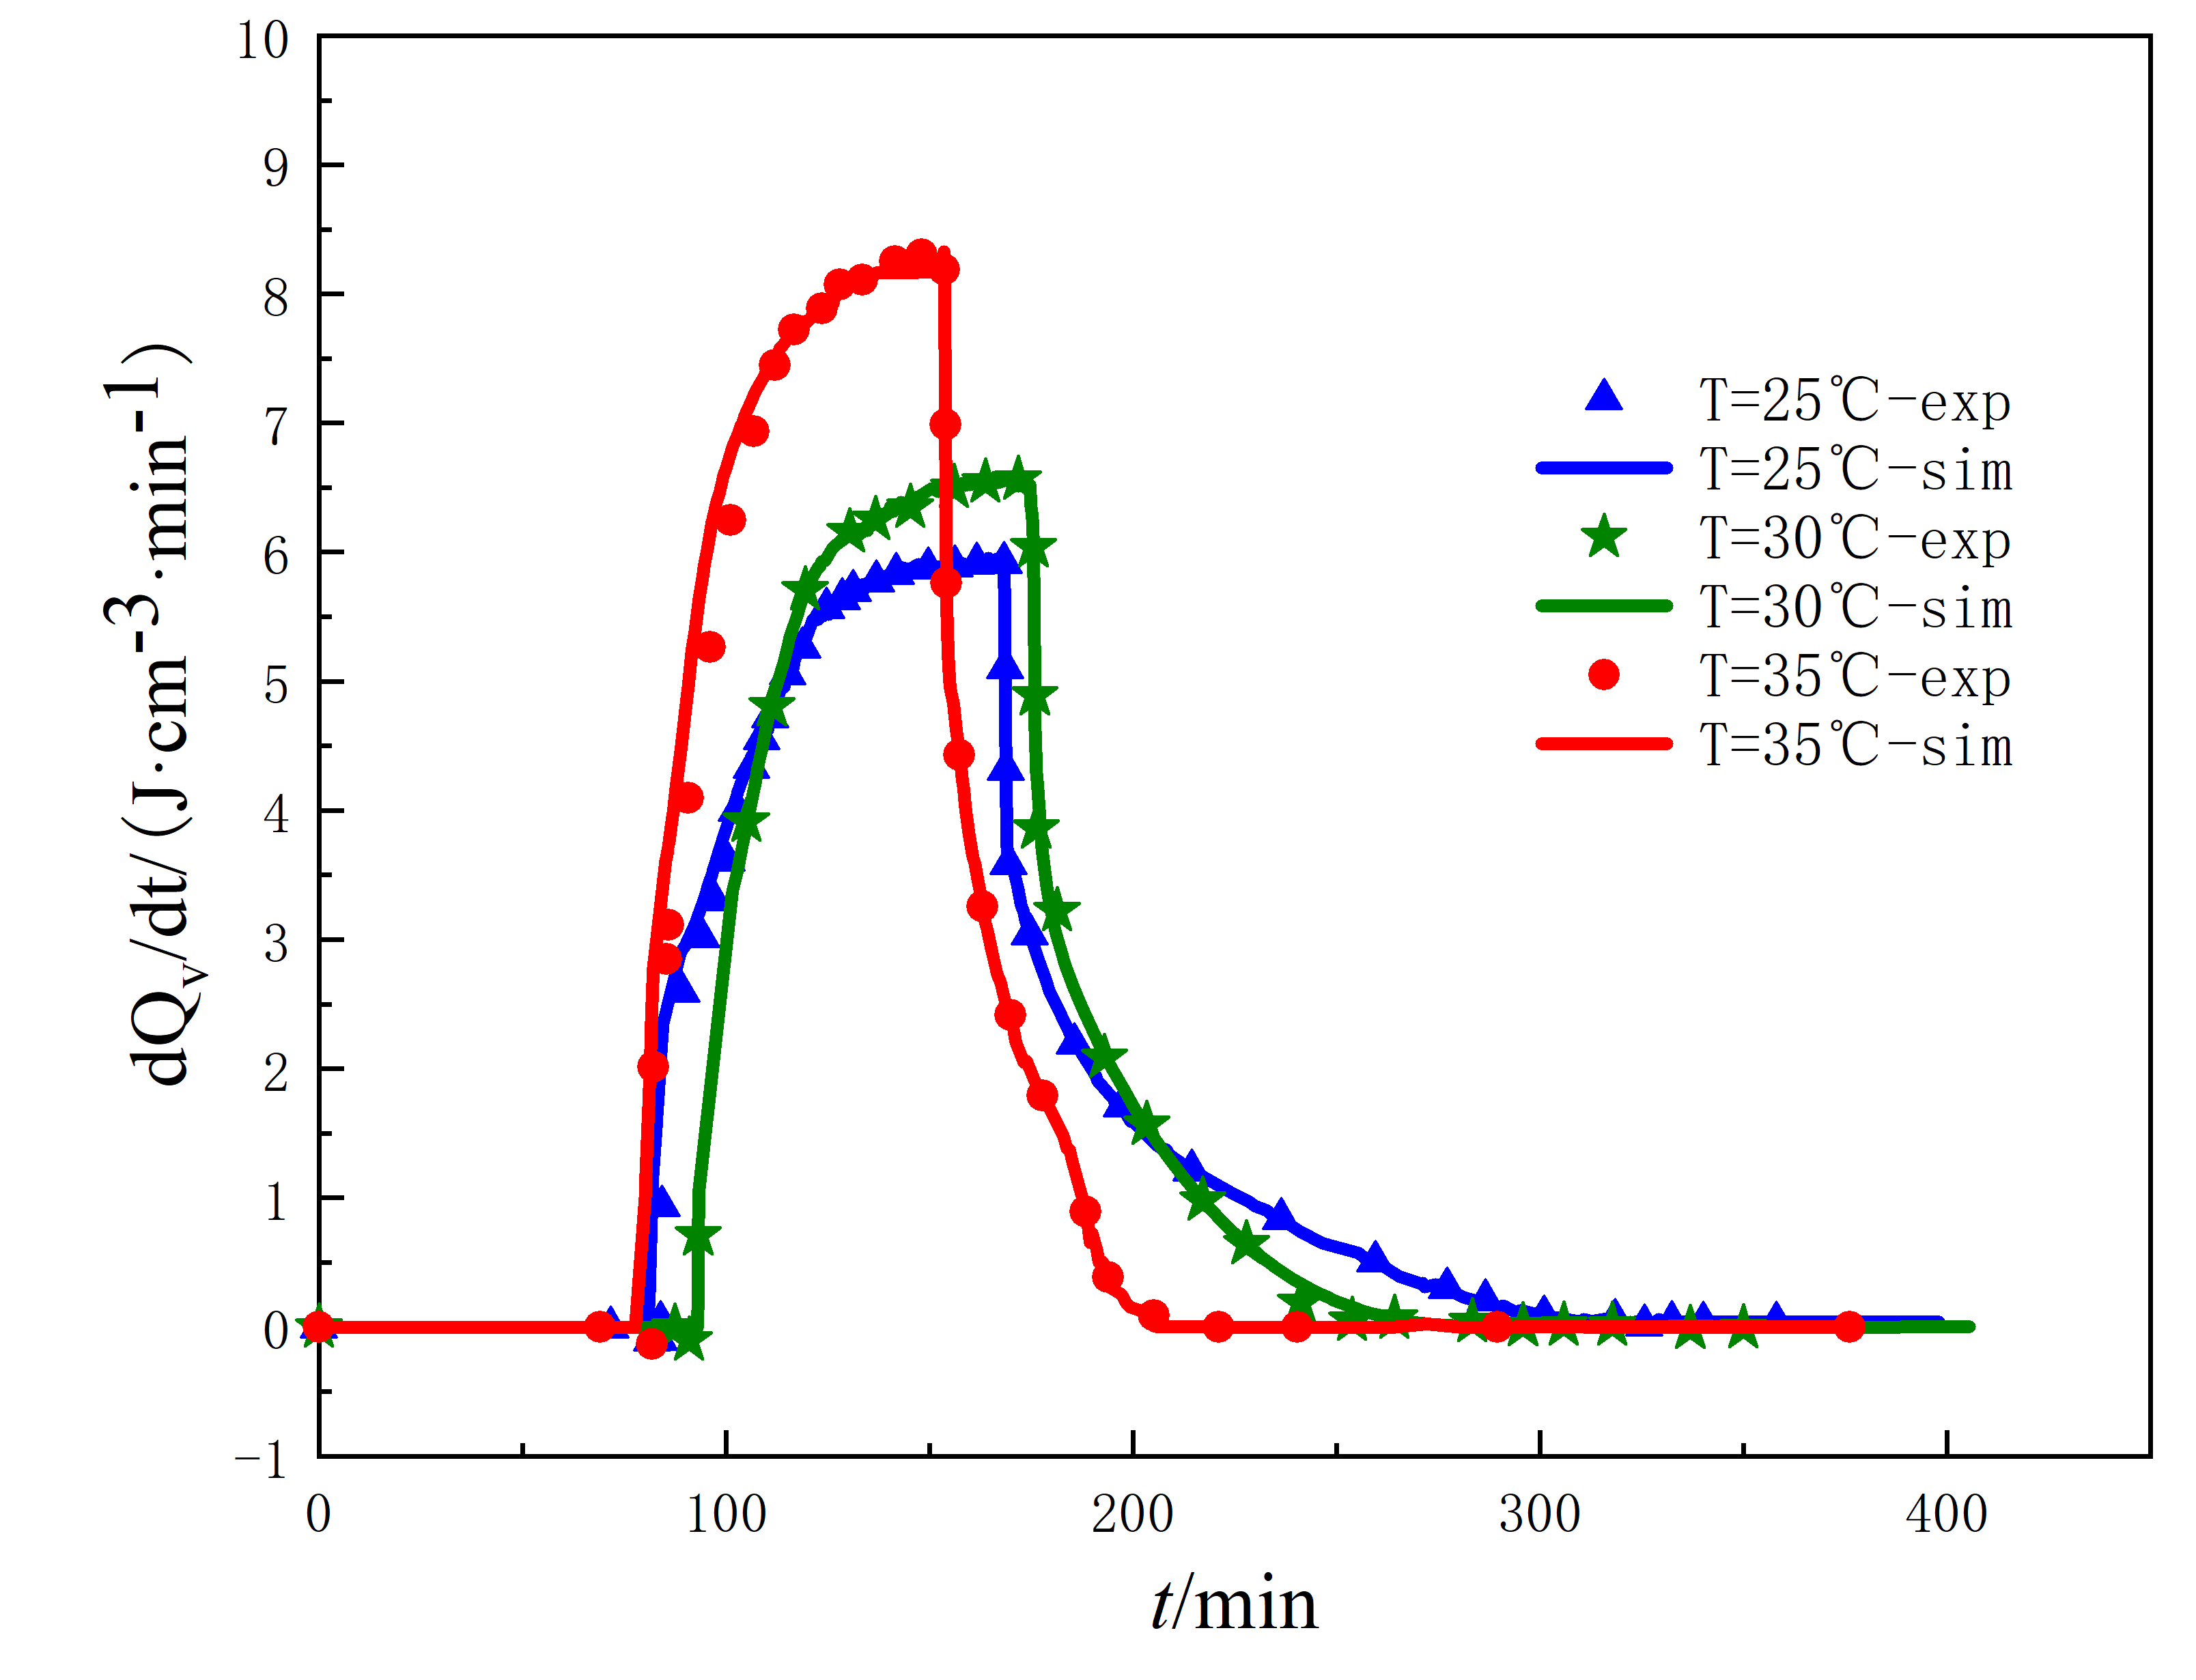 10
9
8
7
6
5
4
3
2
1
0
-1
dQv/dt/(J·cm-3·min-1)
T=25℃-exp
T=25℃-sim
T=30℃-exp
T=30℃-sim
T=35℃-exp
T=35℃-sim
0 100 200 300 400
t/min